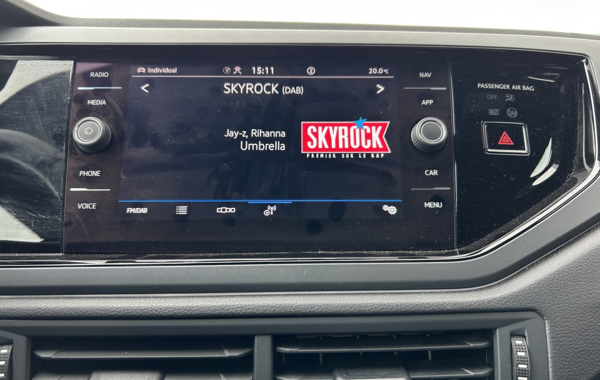 RADIO
MEDIA
PHONE
VOICE
Individual
15:11
20.0°C
<
SKYROCK (DAB)
>
Jay-z, Rihanna
Umbrella
SKYROCK
PREMIER SUR LE RAP
FM/DAB
NAV
APP
CAR
MENU
PASSENGER AIR BAG
OFF